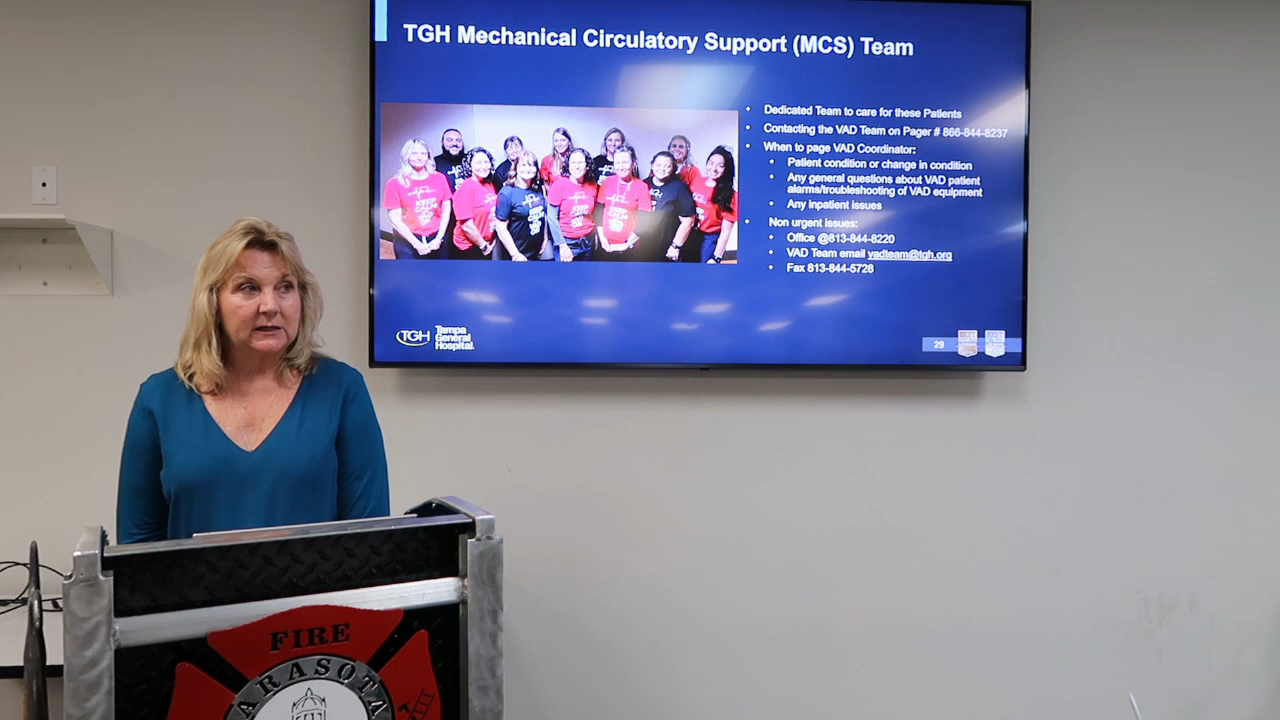 TGH Mechanical Circulatory Support (MCS) Team
Dedicated Team to care for these Patients
Contacting the VAD Team on Pager # 866-844-8237
When to page VAD Coordinator:
Patient condition or change in condition
Any general questions about VAD patient
alarms/troubleshooting of VAD equipment
Any inpatient issues
Non urgent issues:
Office @813-844-8220
VAD Team email vadteam@tgh.org
Fax 813-844-5728
KEEP
CALM
TGH
Tampa
General
Hospital
29
FIRE
ARASOTA